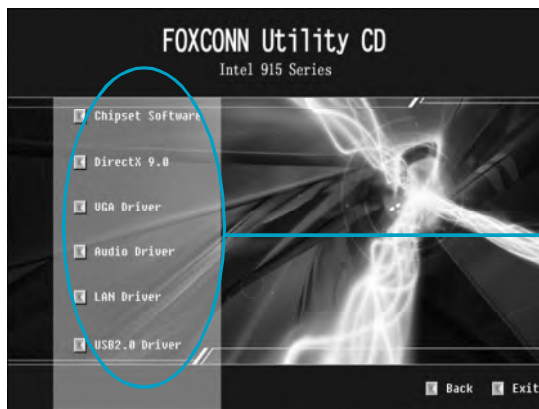 FOXCONN Utility CD
Intel 915 Series
Chipset Software
DirectX 9.0
VGA Driver
Audio Driver
LAN Driver
USB2.0 Driver
Back Exit